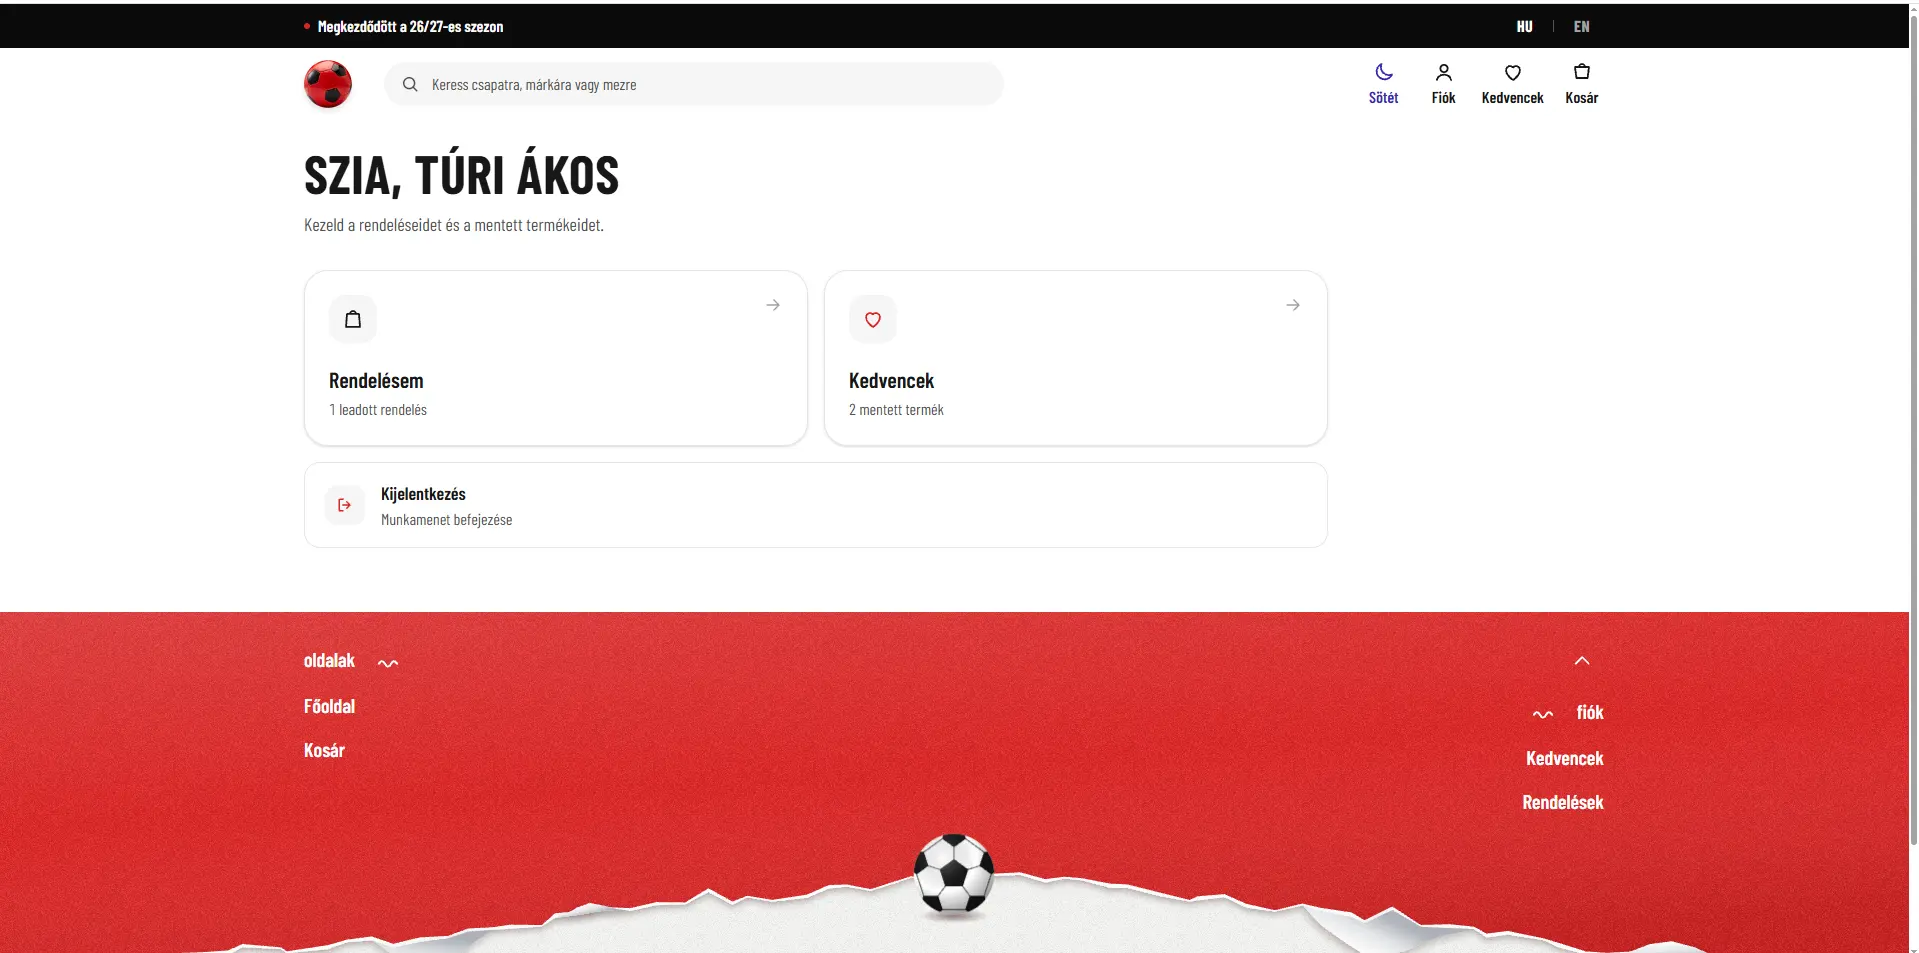 Megkezdődött a 26/27-es szezon
HU
EN
Keress csapatra, márkára vagy mezre
Sötét
Fiók
Kedvencek
Kosár
SZIA, TÚRI ÁKOS
Kezeld a rendeléseidet és a mentett termékeidet.
Rendelésem
1 leadott rendelés
Kedvencek
2 mentett termék
Kijelentkezés
Munkamenet befejezése
oldalak
Főoldal
Kosár
fiók
Kedvencek
Rendelések